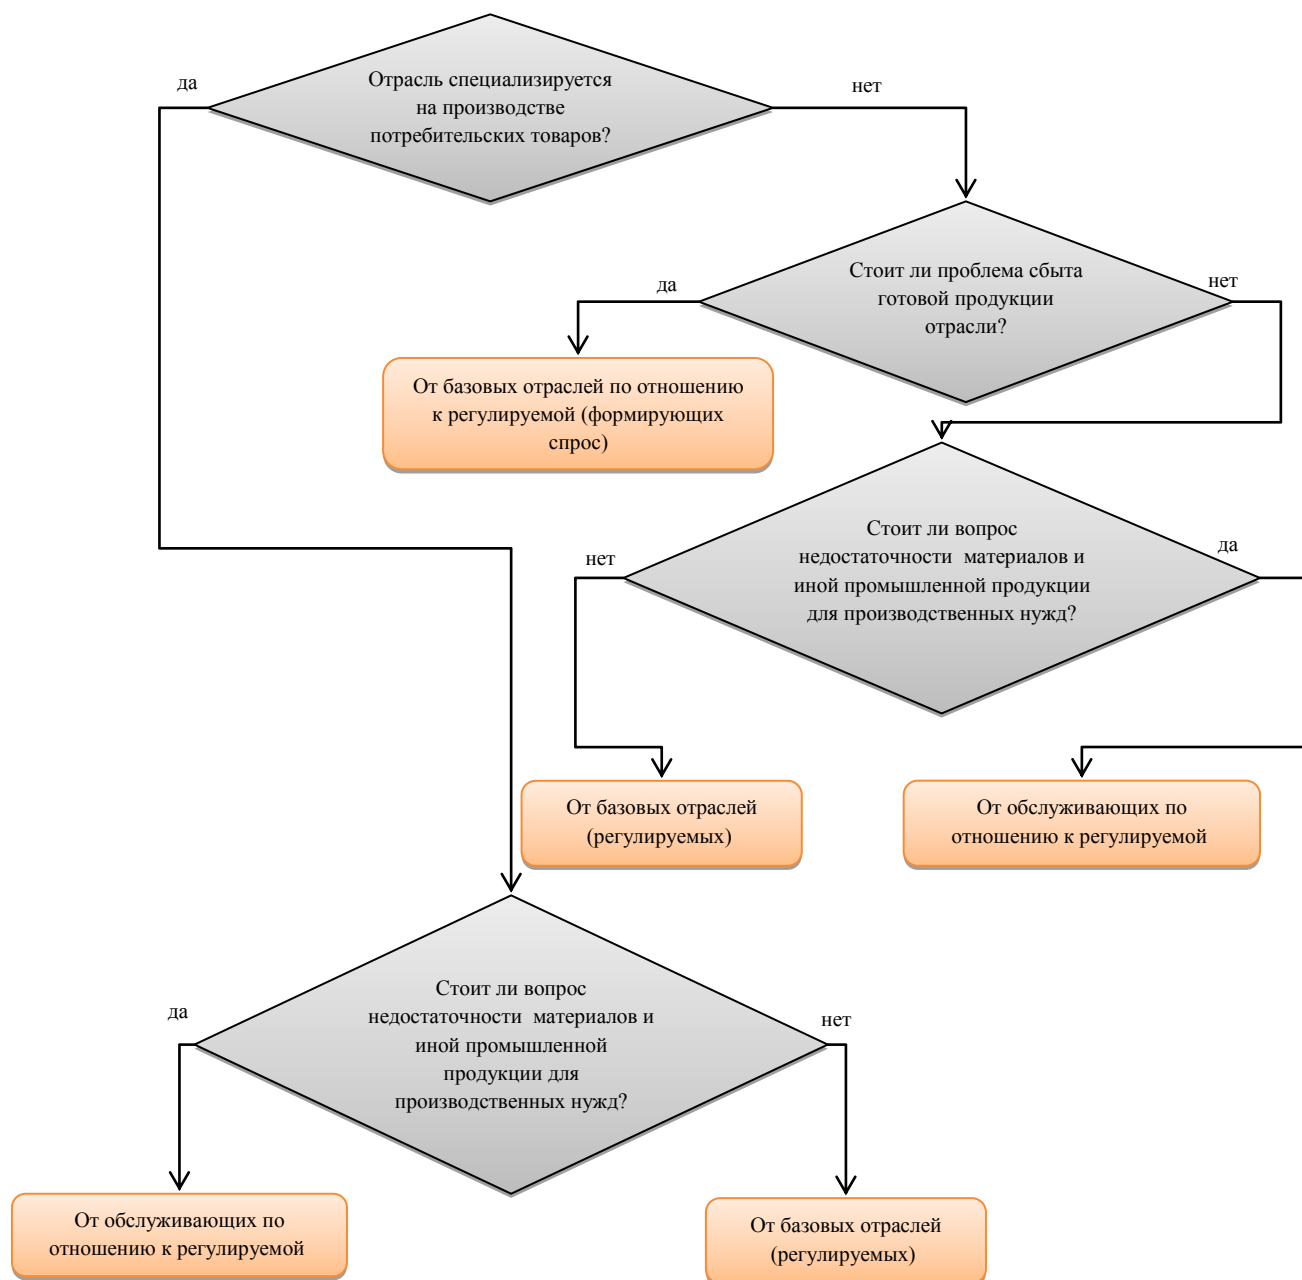 да
Отрасль специализируется
на производстве
потребительских товаров?
нет
Стоит ли проблема сбыта
готовой продукции
отрасли?
да
нет
От базовых отраслей по отношению
к регулируемой (формирующих
спрос)
Стоит ли вопрос
недостаточности материалов и
иной промышленной продукции
для производственных нужд?
нет
да
От базовых отраслей
(регулируемых)
От обслуживающих по
отношению к регулируемой
Стоит ли вопрос
недостаточности материалов и
иной промышленной
продукции для
производственных нужд?
да
нет
От обслуживающих по
отношению к регулируемой
От базовых отраслей
(регулируемых)